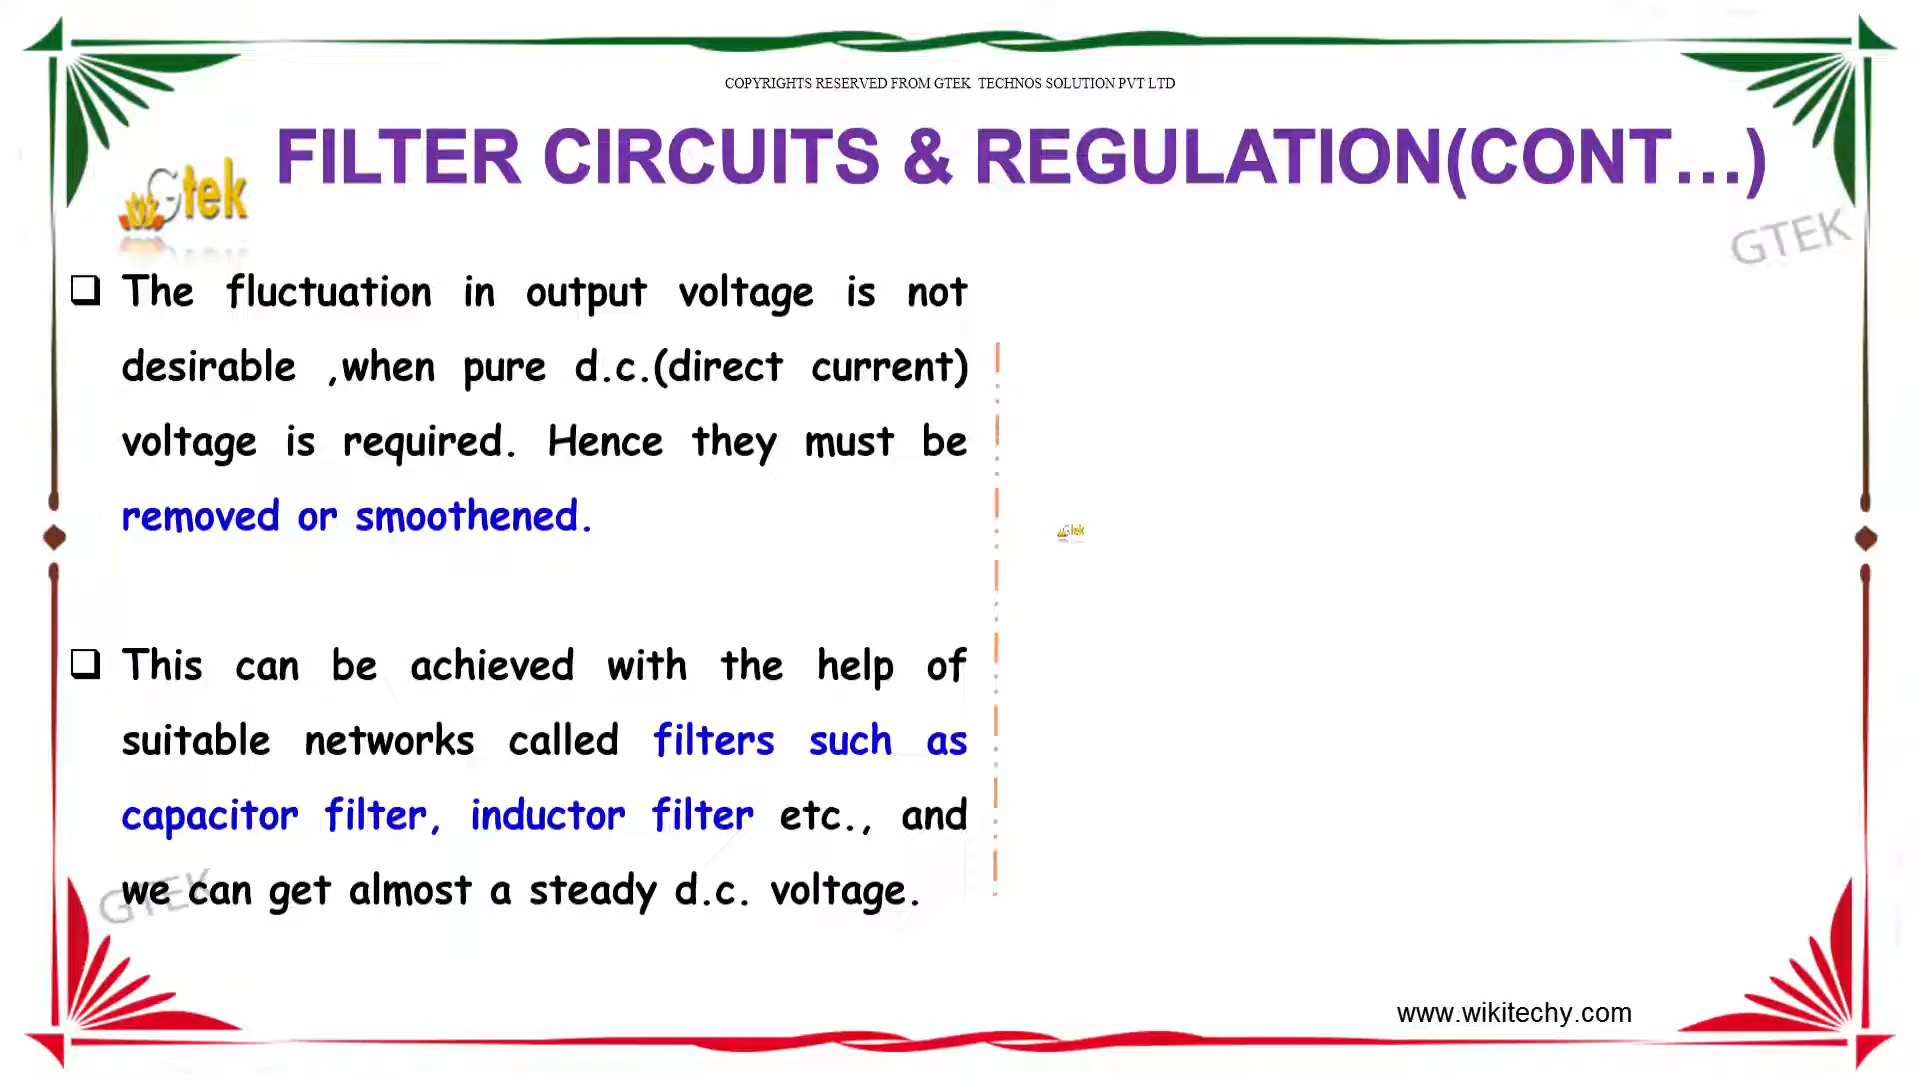 COPYRIGHTS RESERVED FROM GTEK TECHNOS SOLUTION PVT LTD
FILTER CIRCUITS & REGULATION(CONT...)
Gtek
GTEK
The fluctuation in output voltage is not
desirable ,when pure d.c.(direct current)
voltage is required. Hence they must be
removed or smoothened.
Gtek
This can be achieved with the help of
suitable networks called filters such as
capacitor filter, inductor filter etc., and
we can get almost a steady d.c. voltage.
GTEK
www.wikitechy.com